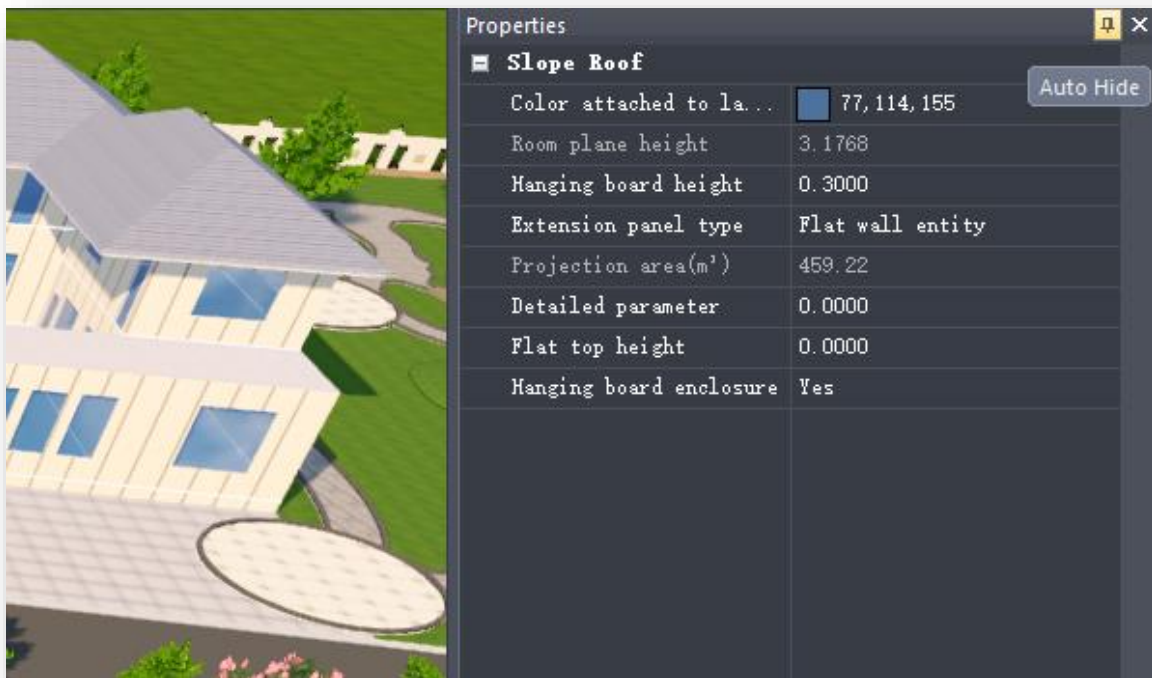 Properties
Slope Roof
Auto Hide
Color attached to la... 77,114,155
Room plane height 3.1768
Hanging board height 0.3000
Extension panel type Flat wall entity
Projection area(m²) 459.22
Detailed parameter 0.0000
Flat top height 0.0000
Hanging board enclosure Yes